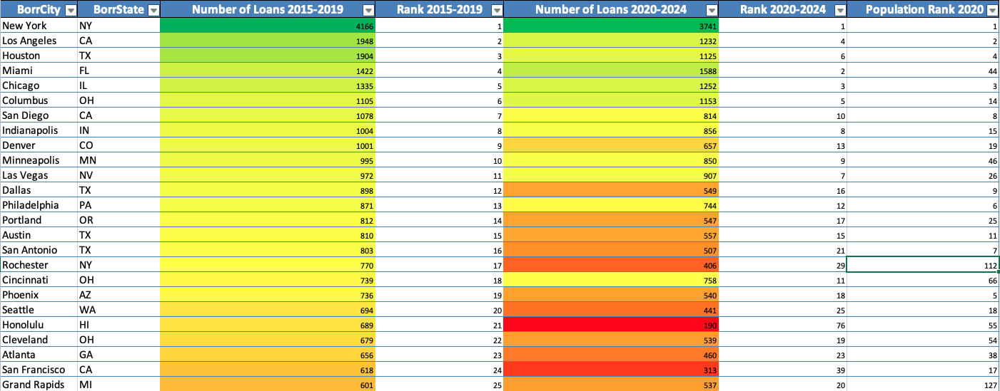 BorrCity BorrState Number of Loans 2015-2019 Rank 2015-2019 Number of Loans 2020-2024 Rank 2020-2024 Population Rank 2020
New York NY 4166 1 3741 1 1
Los Angeles CA 1948 2 1232 4 2
Houston TX 1904 3 1125 6 4
Miami FL 1422 4 1588 2 44
Chicago IL 1335 5 1252 3 3
Columbus OH 1105 6 1153 5 14
San Diego CA 1078 7 814 10 8
Indianapolis IN 1004 8 856 8 15
Denver CO 1001 9 657 13 19
Minneapolis MN 995 10 850 9 46
Las Vegas NV 972 11 907 7 26
Dallas TX 898 12 549 16 9
Philadelphia PA 871 13 744 12 6
Portland OR 812 14 547 17 25
Austin TX 810 15 557 15 11
San Antonio TX 803 16 507 21 7
Rochester NY 770 17 406 29 112
Cincinnati OH 739 18 758 11 66
Phoenix AZ 736 19 540 18 5
Seattle WA 694 20 441 25 18
Honolulu HI 689 21 190 76 55
Cleveland OH 679 22 539 19 54
Atlanta GA 656 23 460 23 38
San Francisco CA 618 24 313 39 17
Grand Rapids MI 601 25 537 20 127